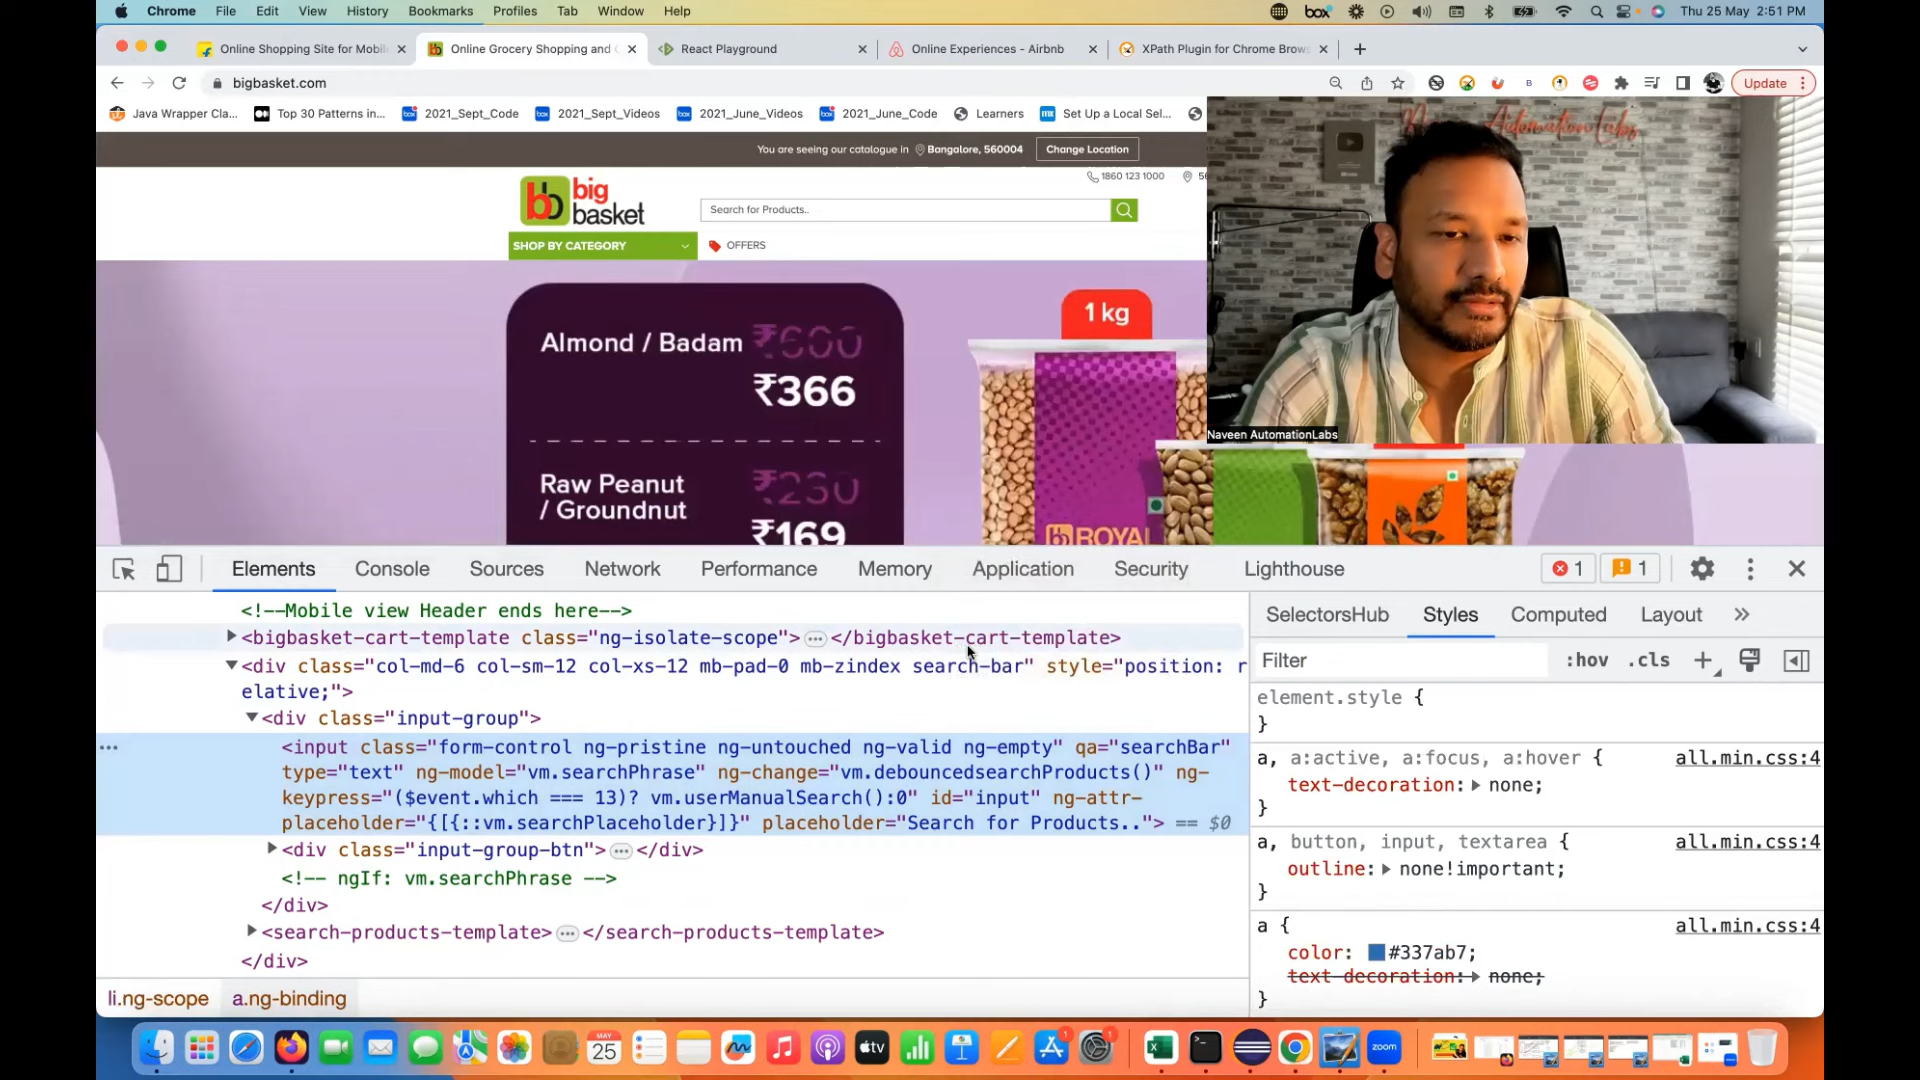 Chrome File Edit View History Bookmarks Profiles Tab Window Help
box
Thu 25 May 2:51 PM
Online Shopping Site for Mobil
Online Grocery Shopping and
React Playground
Online Experiences - Airbnb
XPath Plugin for Chrome Brow
bigbasket.com
Update
Java Wrapper Cla...
Top 30 Patterns in...
2021_Sept_Code
2021_Sept_Videos
2021_June_Videos
2021_June_Code
Learners
Set Up a Local Sel...
You are seeing our catalogue in Bangalore, 560004
Change Location
1860 123 1000
bb big
basket
Search for Products..
SHOP BY CATEGORY
OFFERS
Almond / Badam ₹600
₹366
Raw Peanut
/ Groundnut
₹230
₹169
1 kg
bb ROYAL
Automation Labs
Naveen AutomationLabs
Elements Console Sources Network Performance Memory Application Security Lighthouse
1
1
<!--Mobile view Header ends here-->
<bigbasket-cart-template class="ng-isolate-scope">…</bigbasket-cart-template>
<div class="col-md-6 col-sm-12 col-xs-12 mb-pad-0 mb-zindex search-bar" style="position: r
elative;">
<div class="input-group">
<input class="form-control ng-pristine ng-untouched ng-valid ng-empty" qa="searchBar"
type="text" ng-model="vm.searchPhrase" ng-change="vm.debouncedsearchProducts()" ng-
keypress="($event.which === 13)? vm.userManualSearch():0" id="input" ng-attr-
placeholder="{[{::vm.searchPlaceholder}]}" placeholder="Search for Products.."> == $0
<div class="input-group-btn">…</div>
<!-- ngIf: vm.searchPhrase -->
</div>
<search-products-template>…</search-products-template>
</div>
li.ng-scope a.ng-binding
SelectorsHub Styles Computed Layout
Filter
:hov .cls
element.style {
}
a, a:active, a:focus, a:hover {
all.min.css:4
text-decoration: none;
}
a, button, input, textarea {
all.min.css:4
outline: none!important;
}
a {
all.min.css:4
color: #337ab7;
text-decoration: none;
}
MAY
25
tv
1
1
zoom